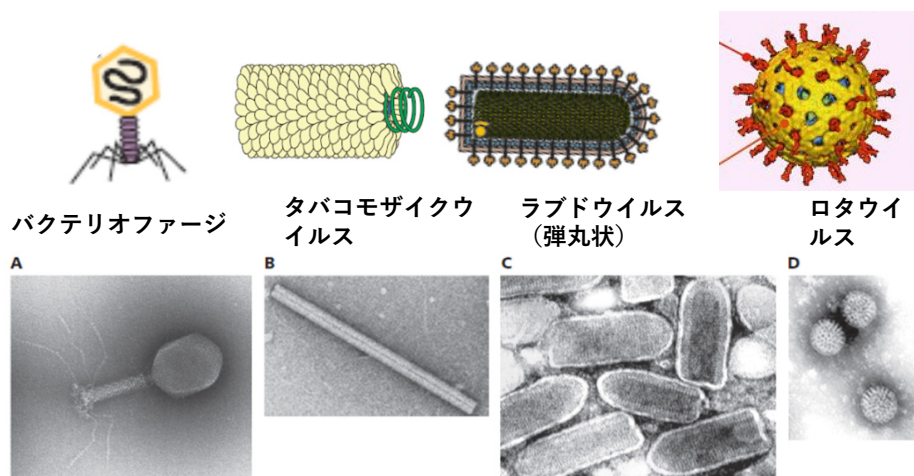 バクテリオファージ
タバコモザイクウ
イルス
ラブドウイルス
（弾丸状）
ロタウイ
ルス
A
B
C
D